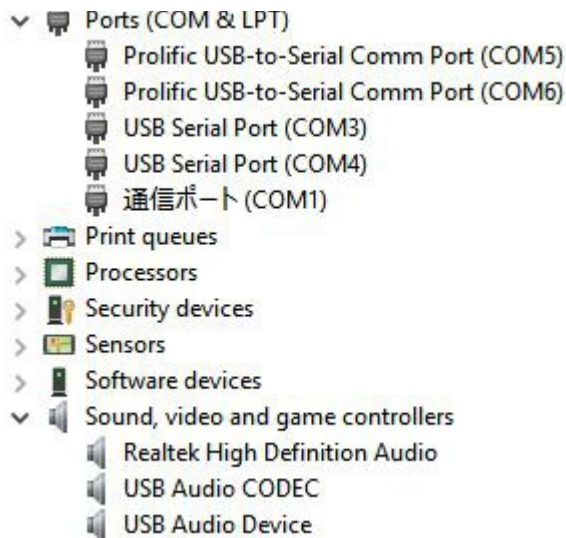 Ports (COM & LPT)
Prolific USB-to-Serial Comm Port (COM5)
Prolific USB-to-Serial Comm Port (COM6)
USB Serial Port (COM3)
USB Serial Port (COM4)
通信ポート (COM1)
Print queues
Processors
Security devices
Sensors
Software devices
Sound, video and game controllers
Realtek High Definition Audio
USB Audio CODEC
USB Audio Device